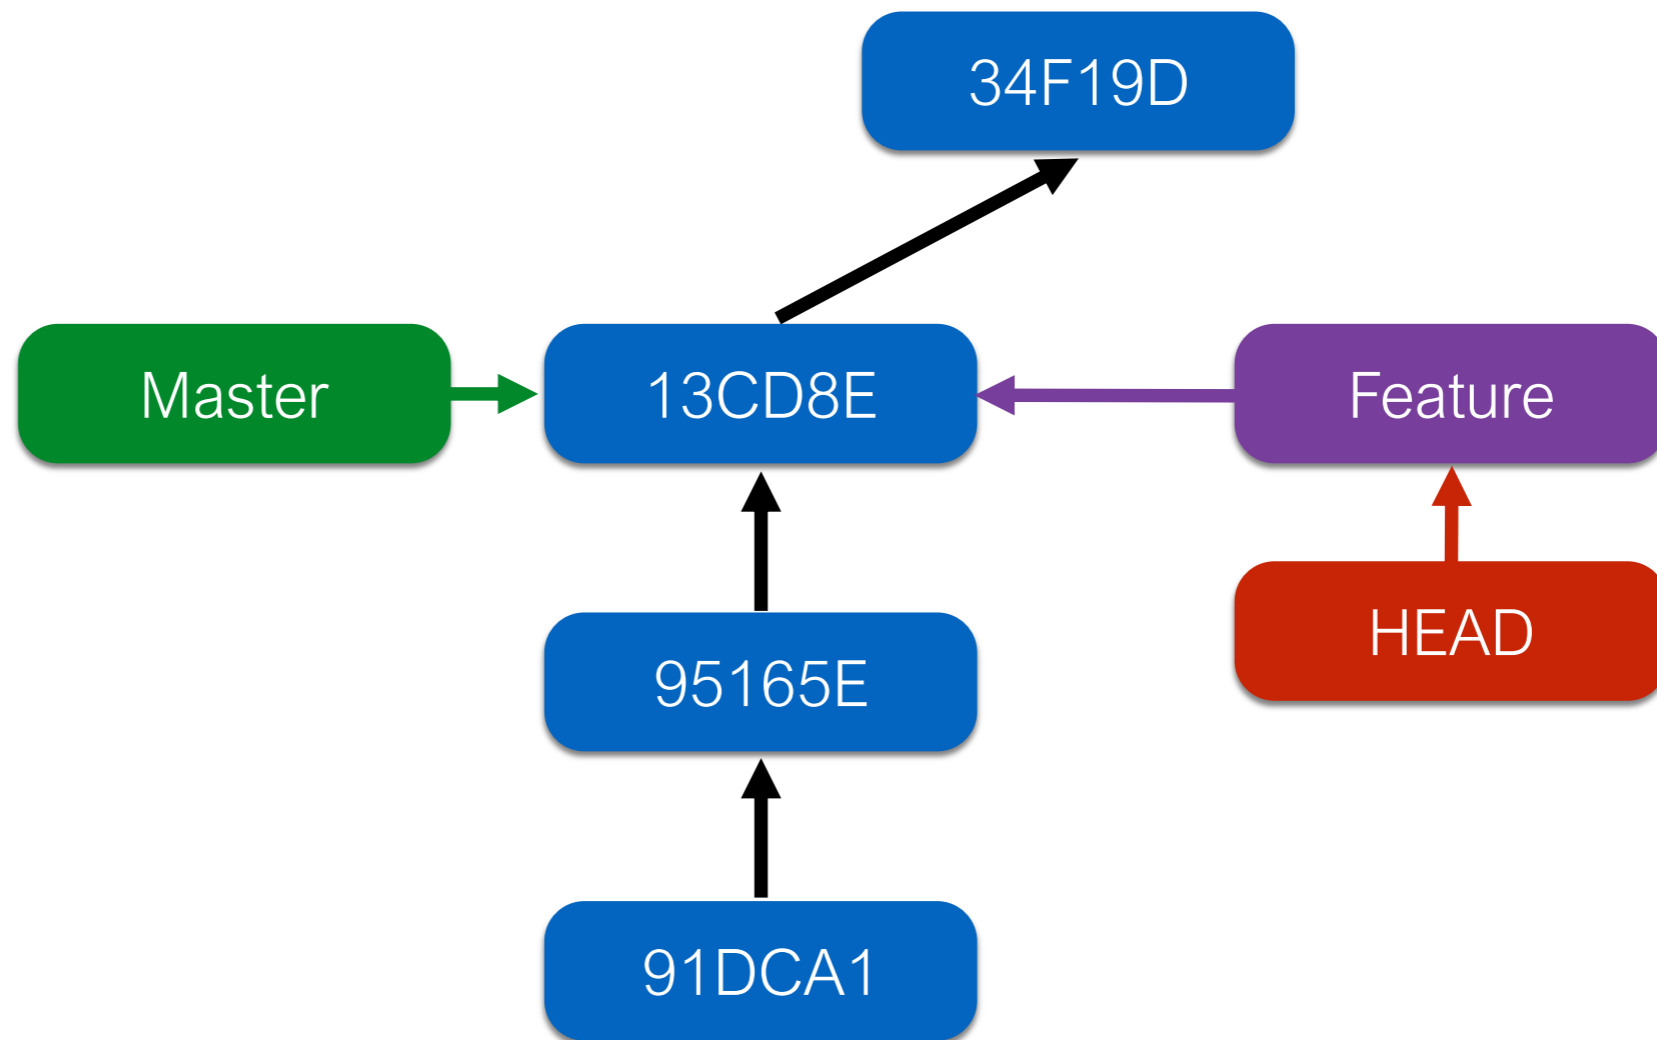 34F19D
Master
13CD8E
Feature
95165E
HEAD
91DCA1